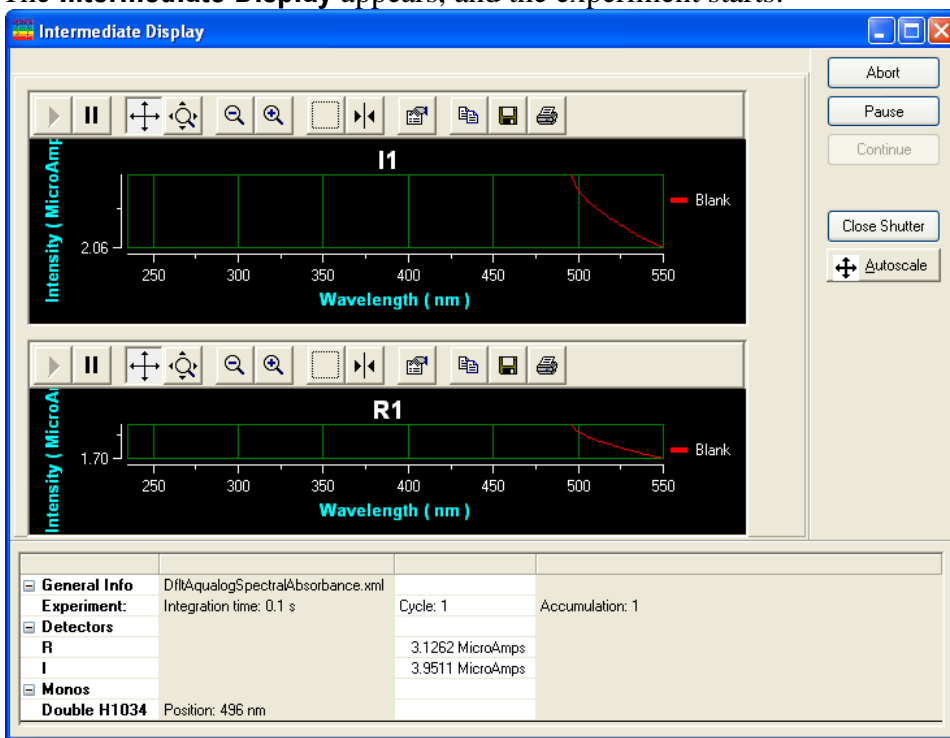 The Intermediate Display appears, and the experiment starts.
Intermediate Display
Abort
Pause
Continue
Close Shutter
Autoscale
I1
Intensity ( MicroAmp
2.06
Blank
250 300 350 400 450 500 550
Wavelength ( nm )
R1
Intensity ( MicroA
1.70
Blank
250 300 350 400 450 500 550
Wavelength ( nm )
General Info DfltAqualogSpectralAbsorbance.xml
Experiment: Integration time: 0.1 s Cycle: 1 Accumulation: 1
Detectors
R 3.1262 MicroAmps
I 3.9511 MicroAmps
Monos
Double H1034 Position: 496 nm